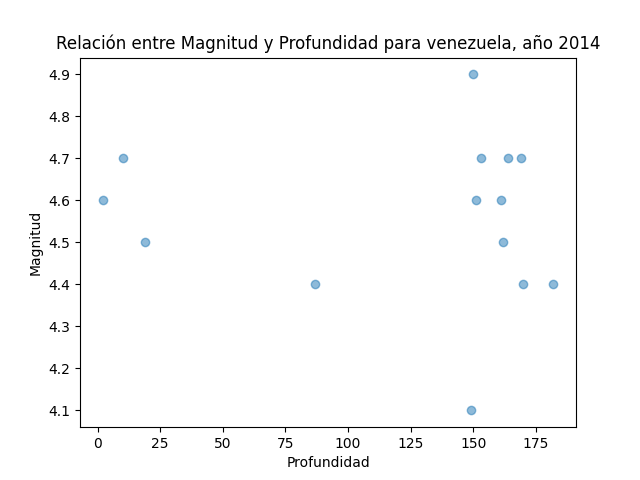 Relación entre Magnitud y Profundidad para venezuela, año 2014
4.9
4.8
4.7
4.6
4.5
4.4
4.3
4.2
4.1
Magnitud
0 25 50 75 100 125 150 175
Profundidad